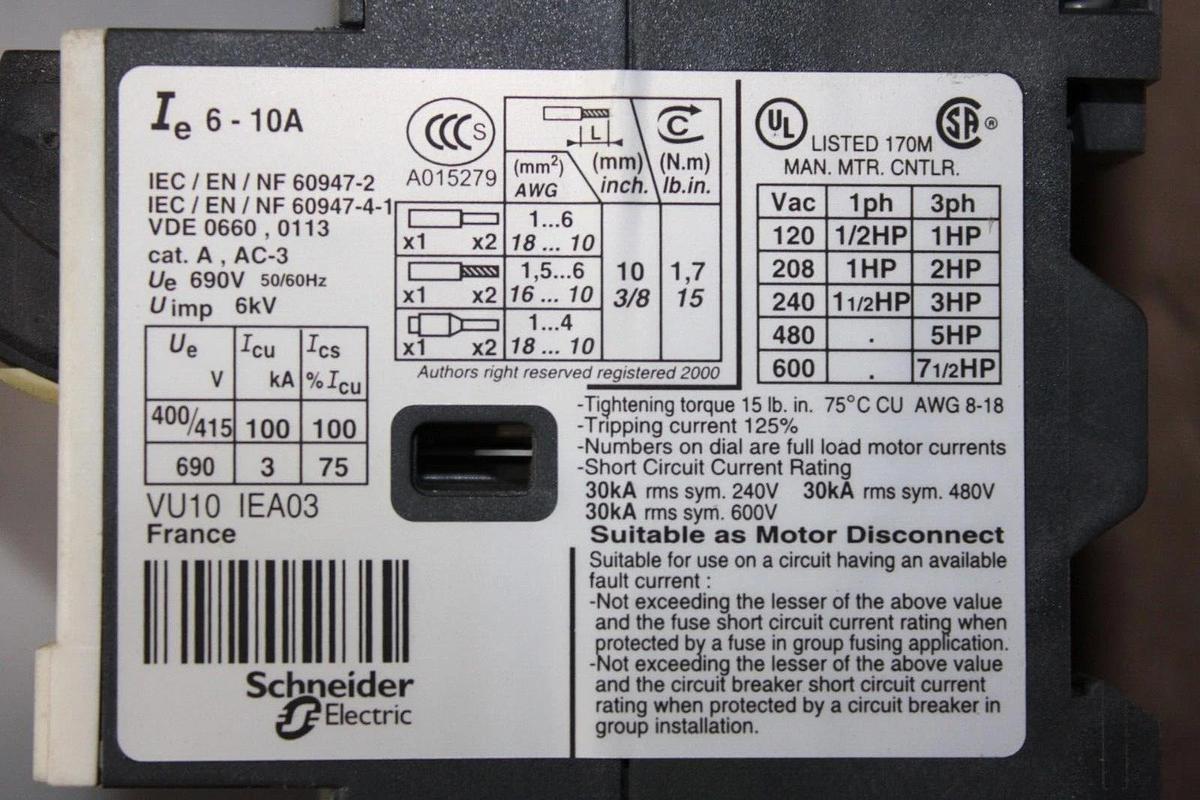 Ie 6 - 10A
IEC / EN / NF 60947-2
IEC / EN / NF 60947-4-1
VDE 0660 , 0113
cat. A , AC-3
Ue 690V 50/60Hz
U imp 6kV
Ue V Icu kA Ics % Icu
400/415 100 100
690 3 75
VU10 IEA03
France
Schneider
Electric
CCC S
A015279
L C
(mm²) (mm) (N.m)
AWG inch. lb.in.
x1 x2 1...6
18 ... 10
x1 x2 1,5...6 10 1,7
16 ... 10 3/8 15
x1 x2 1...4
18 ... 10
Authors right reserved registered 2000
UL LISTED 170M SA ®
MAN. MTR. CNTLR.
Vac 1ph 3ph
120 1/2HP 1HP
208 1HP 2HP
240 1 1/2HP 3HP
480 . 5HP
600 . 7 1/2HP
-Tightening torque 15 lb. in. 75°C CU AWG 8-18
-Tripping current 125%
-Numbers on dial are full load motor currents
-Short Circuit Current Rating
30kA rms sym. 240V 30kA rms sym. 480V
30kA rms sym. 600V
Suitable as Motor Disconnect
Suitable for use on a circuit having an available
fault current :
-Not exceeding the lesser of the above value
and the fuse short circuit current rating when
protected by a fuse in group fusing application.
-Not exceeding the lesser of the above value
and the circuit breaker short circuit current
rating when protected by a circuit breaker in
group installation.